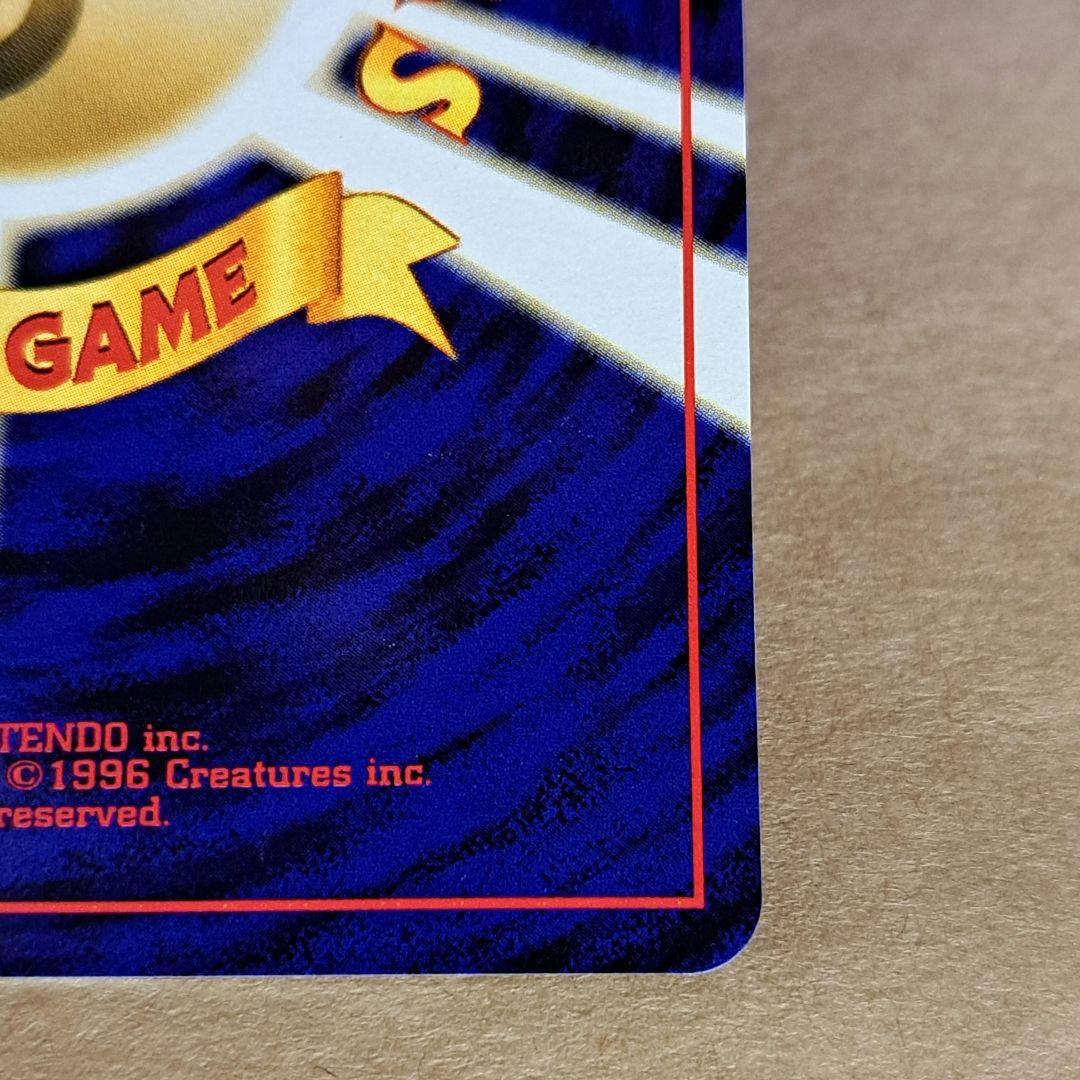 S
GAME
TENDO inc.
©1996 Creatures inc.
reserved.